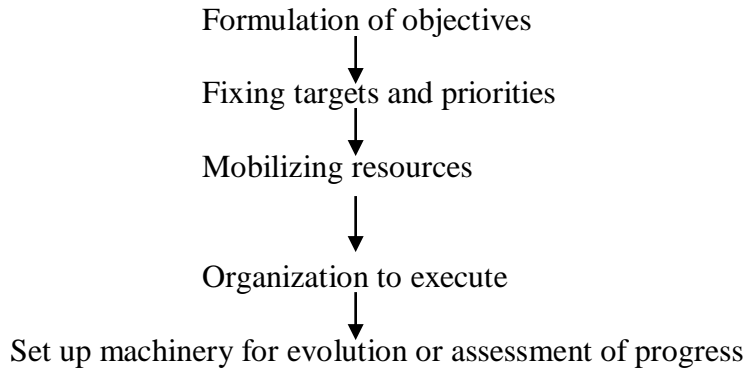 Formulation of objectives
Fixing targets and priorities
Mobilizing resources
Organization to execute
Set up machinery for evolution or assessment of progress